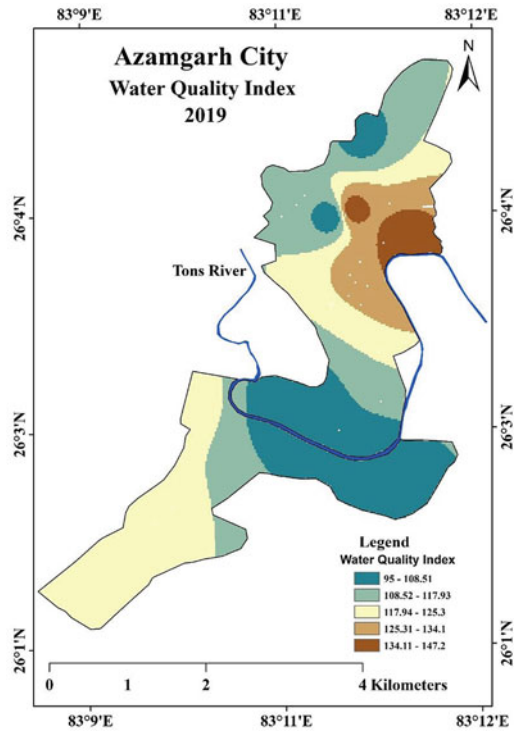 83°9'E 83°11'E 83°12'E
Azamgarh City
Water Quality Index
2019
N
26°4'N 26°4'N
Tons River
26°3'N 26°3'N
Legend
Water Quality Index
95 - 108.51
108.52 - 117.93
117.94 - 125.3
125.31 - 134.1
134.11 - 147.2
26°1'N 26°1'N
0 1 2 4 Kilometers
83°9'E 83°11'E 83°12'E